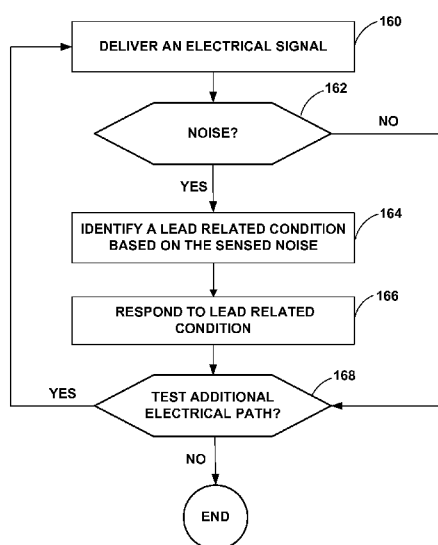 DELIVER AN ELECTRICAL SIGNAL
160
162
NOISE?
NO
YES
164
IDENTIFY A LEAD RELATED CONDITION
BASED ON THE SENSED NOISE
166
RESPOND TO LEAD RELATED
CONDITION
168
YES
TEST ADDITIONAL
ELECTRICAL PATH?
NO
END